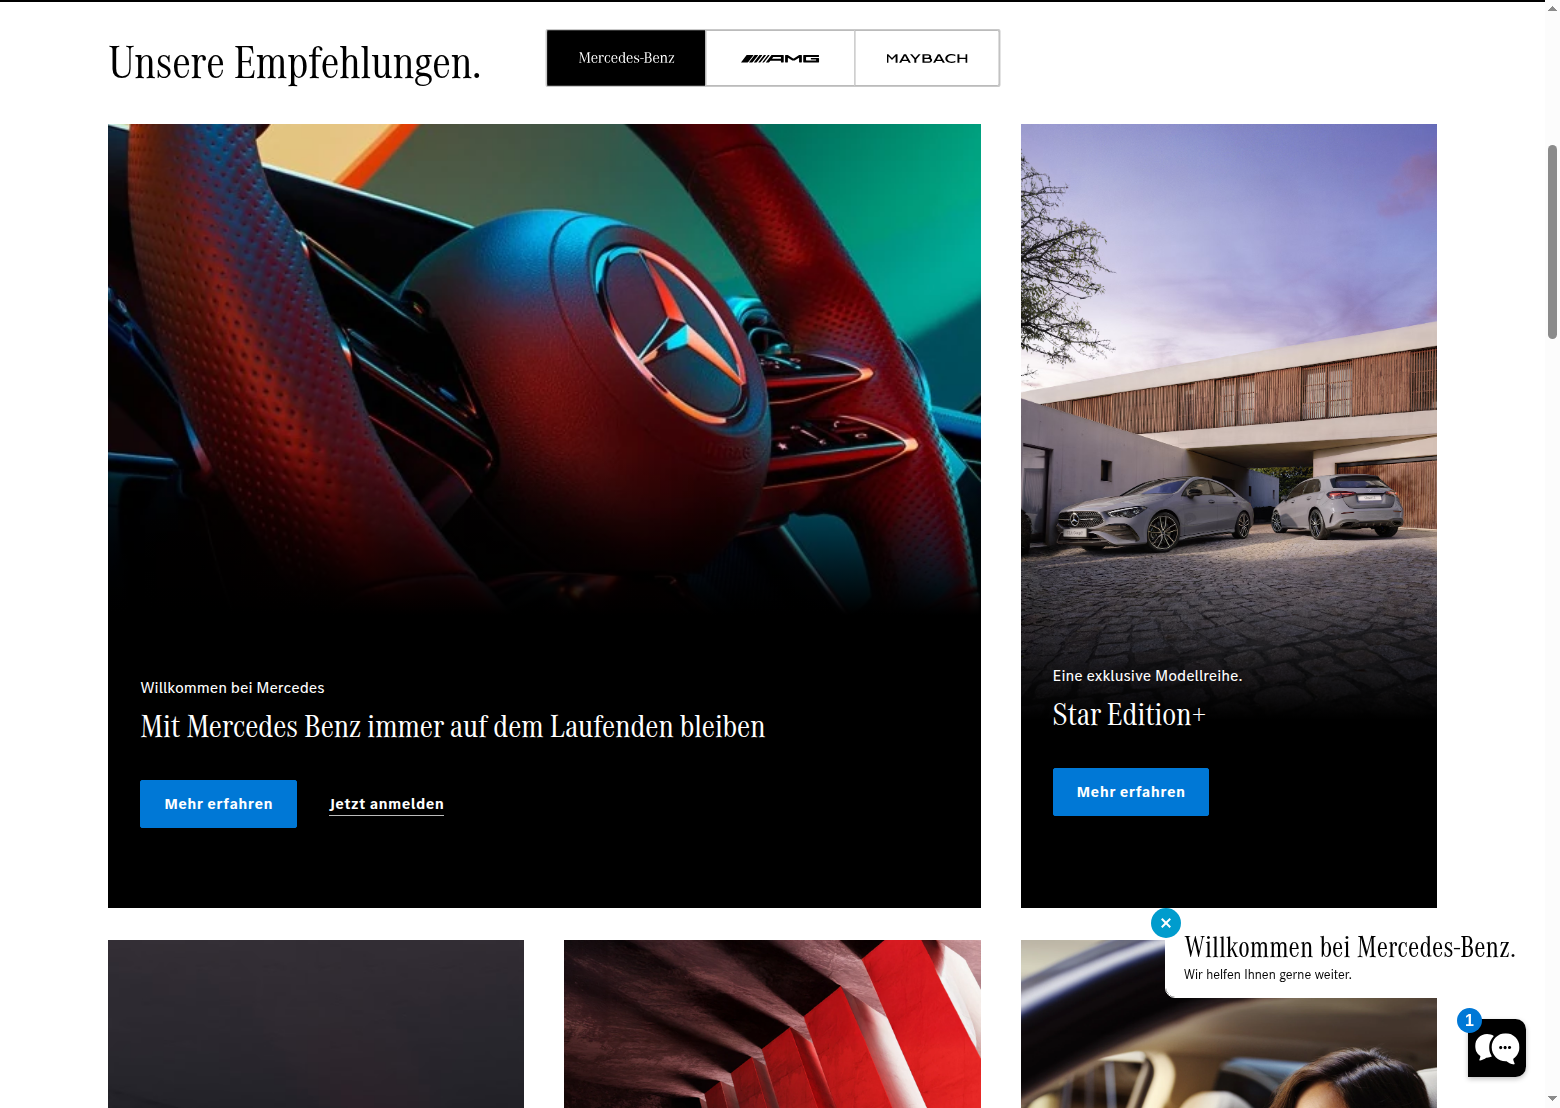 Unsere Empfehlungen.
Mercedes-Benz
AMG
MAYBACH
Willkommen bei Mercedes
Mit Mercedes Benz immer auf dem Laufenden bleiben
Mehr erfahren
Jetzt anmelden
Eine exklusive Modellreihe.
Star Edition+
Mehr erfahren
Willkommen bei Mercedes-Benz.
Wir helfen Ihnen gerne weiter.
1